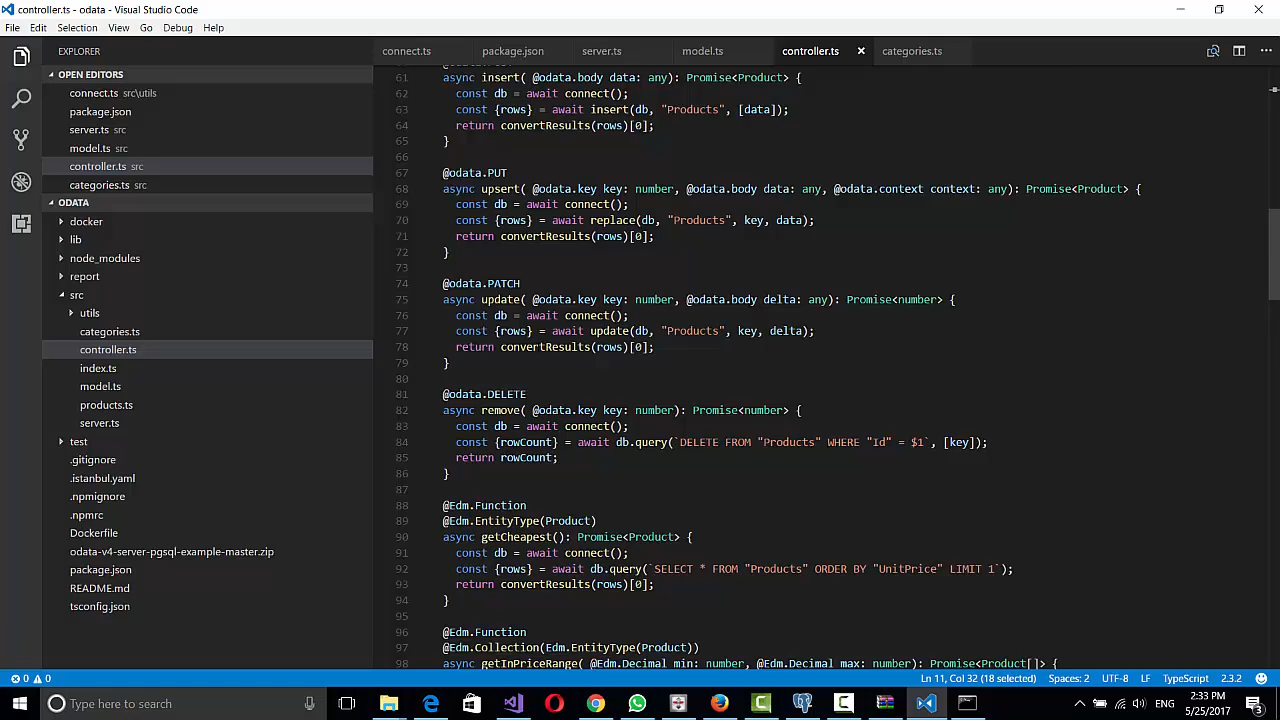 controller.ts - odata - Visual Studio Code
File Edit Selection View Go Debug Help
EXPLORER
OPEN EDITORS
connect.ts src\utils
package.json
server.ts src
model.ts src
controller.ts src
categories.ts src
ODATA
docker
lib
node_modules
report
src
utils
categories.ts
controller.ts
index.ts
model.ts
products.ts
server.ts
test
.gitignore
.istanbul.yaml
.npmignore
.npmrc
Dockerfile
odata-v4-server-pgsql-example-master.zip
package.json
README.md
tsconfig.json
connect.ts package.json server.ts model.ts controller.ts categories.ts
61 async insert( @odata.body data: any): Promise<Product> {
62 const db = await connect();
63 const {rows} = await insert(db, "Products", [data]);
64 return convertResults(rows)[0];
65 }
66
67 @odata.PUT
68 async upsert( @odata.key key: number, @odata.body data: any, @odata.context context: any): Promise<Product> {
69 const db = await connect();
70 const {rows} = await replace(db, "Products", key, data);
71 return convertResults(rows)[0];
72 }
73
74 @odata.PATCH
75 async update( @odata.key key: number, @odata.body delta: any): Promise<number> {
76 const db = await connect();
77 const {rows} = await update(db, "Products", key, delta);
78 return convertResults(rows)[0];
79 }
80
81 @odata.DELETE
82 async remove( @odata.key key: number): Promise<number> {
83 const db = await connect();
84 const {rowCount} = await db.query(`DELETE FROM "Products" WHERE "Id" = $1`, [key]);
85 return rowCount;
86 }
87
88 @Edm.Function
89 @Edm.EntityType(Product)
90 async getCheapest(): Promise<Product> {
91 const db = await connect();
92 const {rows} = await db.query(`SELECT * FROM "Products" ORDER BY "UnitPrice" LIMIT 1`);
93 return convertResults(rows)[0];
94 }
95
96 @Edm.Function
97 @Edm.Collection(Edm.EntityType(Product))
98 async getInPriceRange( @Edm.Decimal min: number, @Edm.Decimal max: number): Promise<Product[]> {
0 0 Ln 11, Col 32 (18 selected) Spaces: 2 UTF-8 LF TypeScript 2.3.2
Type here to search
ENG
2:33 PM
5/25/2017
3